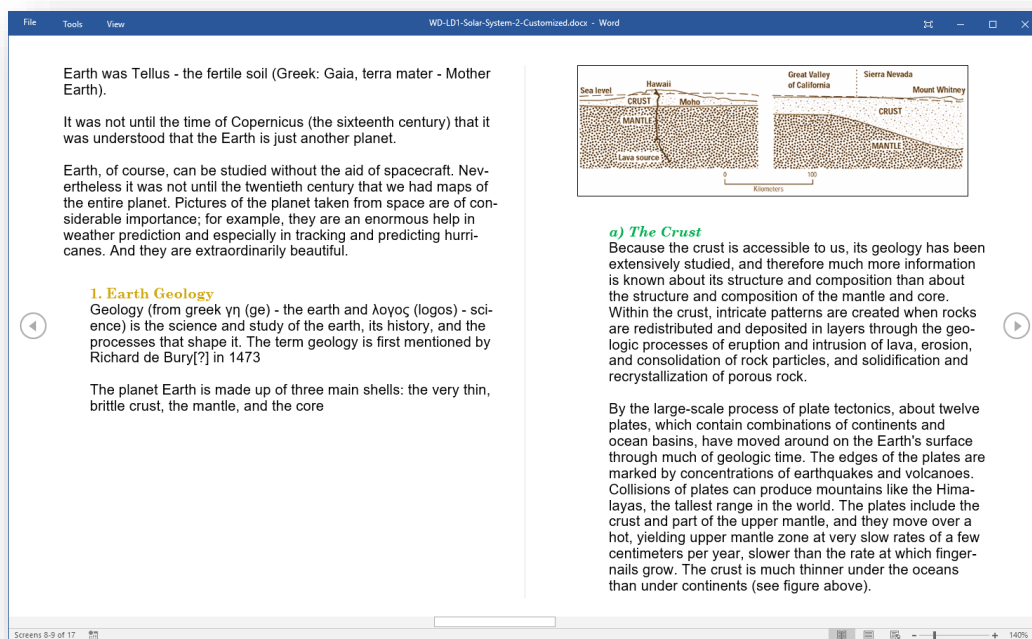 File Tools View WD-LD1-Solar-System-2-Customized.docx - Word
Earth was Tellus - the fertile soil (Greek: Gaia, terra mater - Mother
Earth).
It was not until the time of Copernicus (the sixteenth century) that it
was understood that the Earth is just another planet.
Earth, of course, can be studied without the aid of spacecraft. Nev-
ertheless it was not until the twentieth century that we had maps of
the entire planet. Pictures of the planet taken from space are of con-
siderable importance; for example, they are an enormous help in
weather prediction and especially in tracking and predicting hurri-
canes. And they are extraordinarily beautiful.
1. Earth Geology
Geology (from greek γη (ge) - the earth and λογος (logos) - sci-
ence) is the science and study of the earth, its history, and the
processes that shape it. The term geology is first mentioned by
Richard de Bury[?] in 1473
The planet Earth is made up of three main shells: the very thin,
brittle crust, the mantle, and the core
Sea level
Hawaii
CRUST
Moho
MANTLE
Lava source
Great Valley
of California
Sierra Nevada
Mount Whitney
CRUST
MANTLE
0 100
Kilometers
a) The Crust
Because the crust is accessible to us, its geology has been
extensively studied, and therefore much more information
is known about its structure and composition than about
the structure and composition of the mantle and core.
Within the crust, intricate patterns are created when rocks
are redistributed and deposited in layers through the geo-
logic processes of eruption and intrusion of lava, erosion,
and consolidation of rock particles, and solidification and
recrystallization of porous rock.
By the large-scale process of plate tectonics, about twelve
plates, which contain combinations of continents and
ocean basins, have moved around on the Earth's surface
through much of geologic time. The edges of the plates are
marked by concentrations of earthquakes and volcanoes.
Collisions of plates can produce mountains like the Hima-
layas, the tallest range in the world. The plates include the
crust and part of the upper mantle, and they move over a
hot, yielding upper mantle zone at very slow rates of a few
centimeters per year, slower than the rate at which finger-
nails grow. The crust is much thinner under the oceans
than under continents (see figure above).
Screens 8-9 of 17
140%